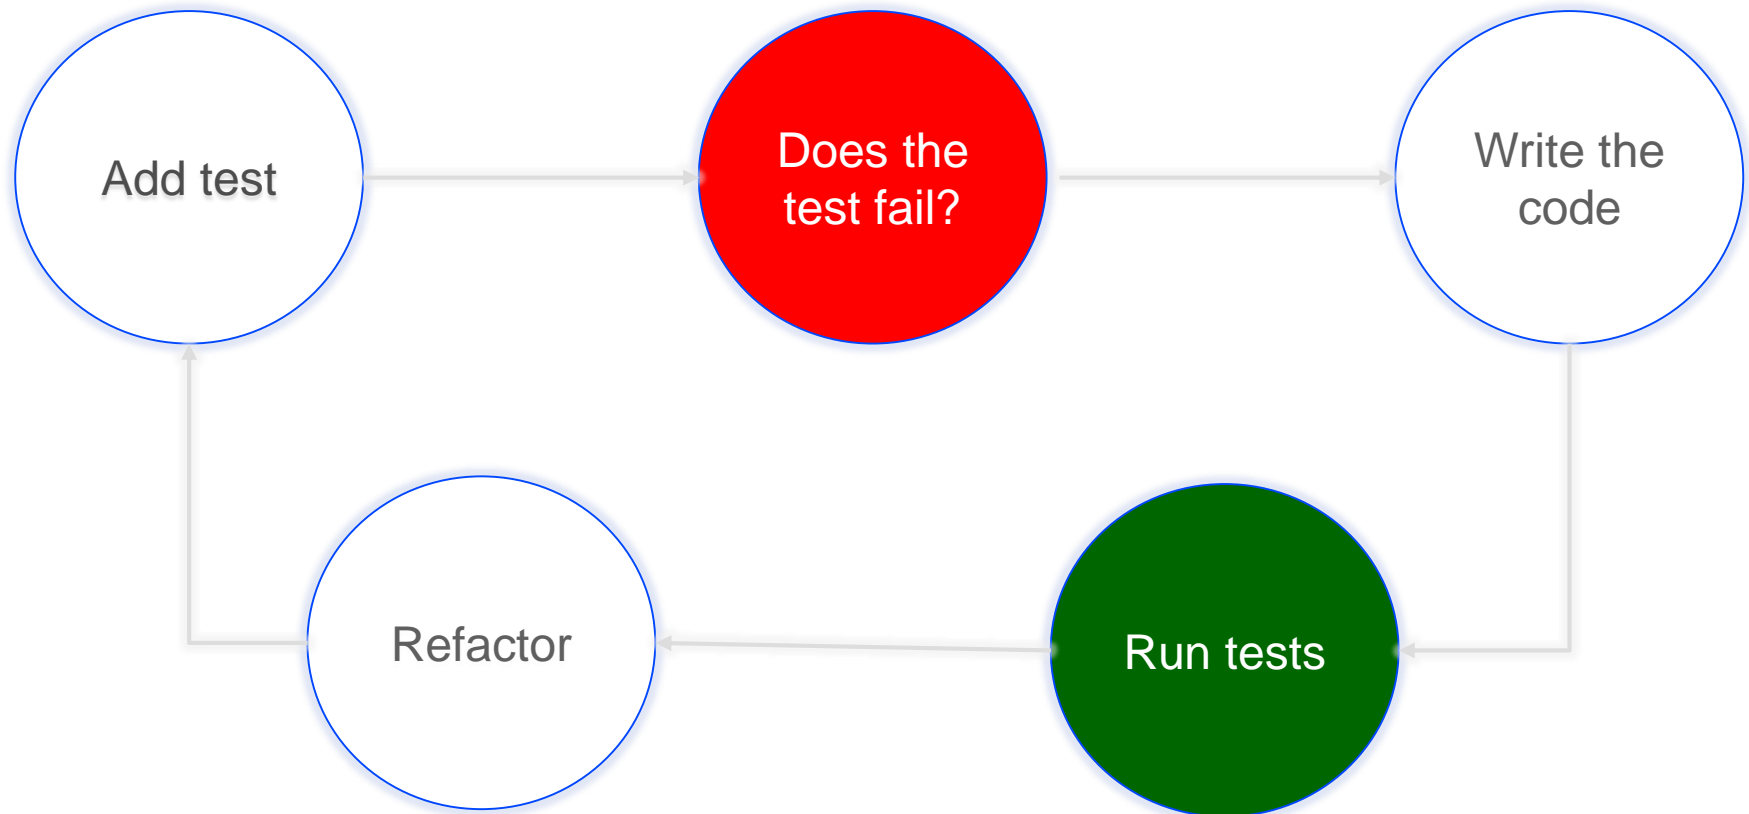 Add test
Does the
test fail?
Write the
code
Refactor
Run tests